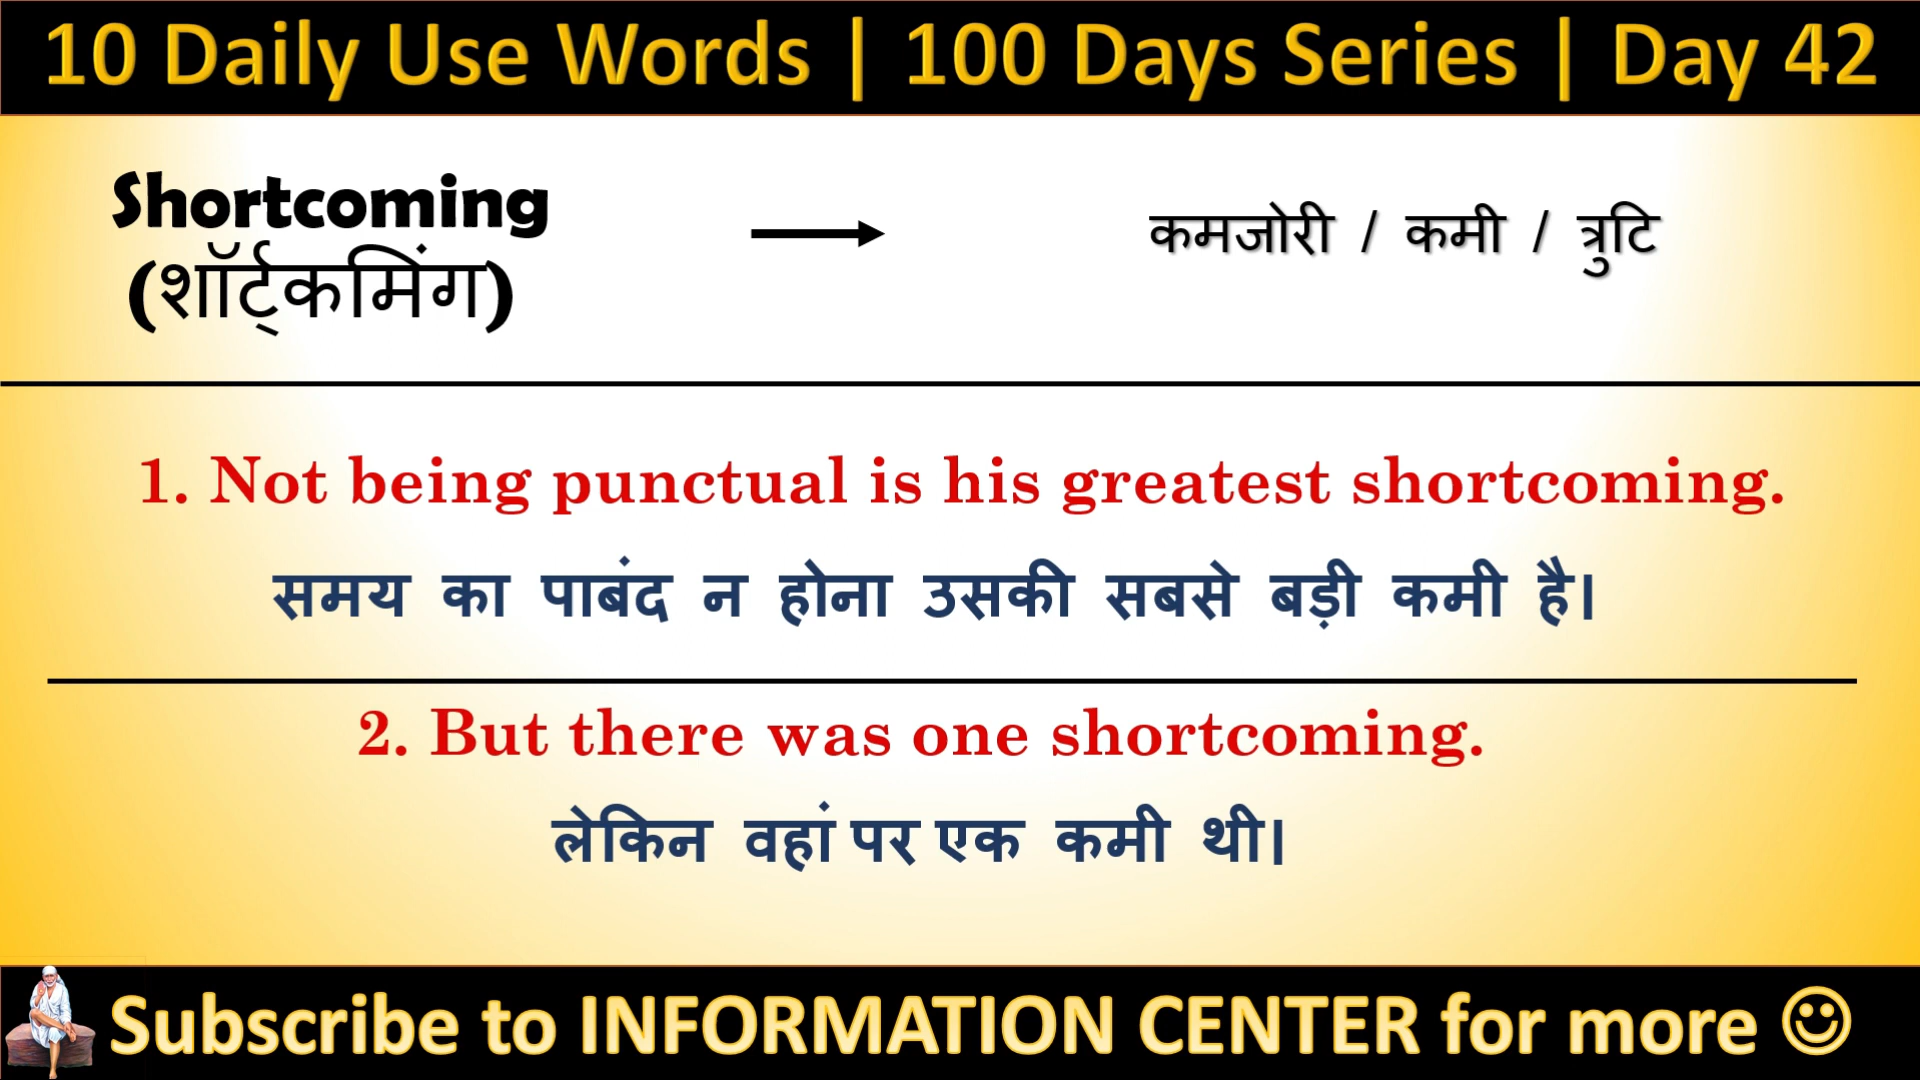 10 Daily Use Words | 100 Days Series | Day 42
Shortcoming
(शॉर्ट्कमिंग)
कमजोरी / कमी / त्रुटि
1. Not being punctual is his greatest shortcoming.
समय का पाबंद न होना उसकी सबसे बड़ी कमी है।
2. But there was one shortcoming.
लेकिन वहां पर एक कमी थी।
Subscribe to INFORMATION CENTER for more ☺